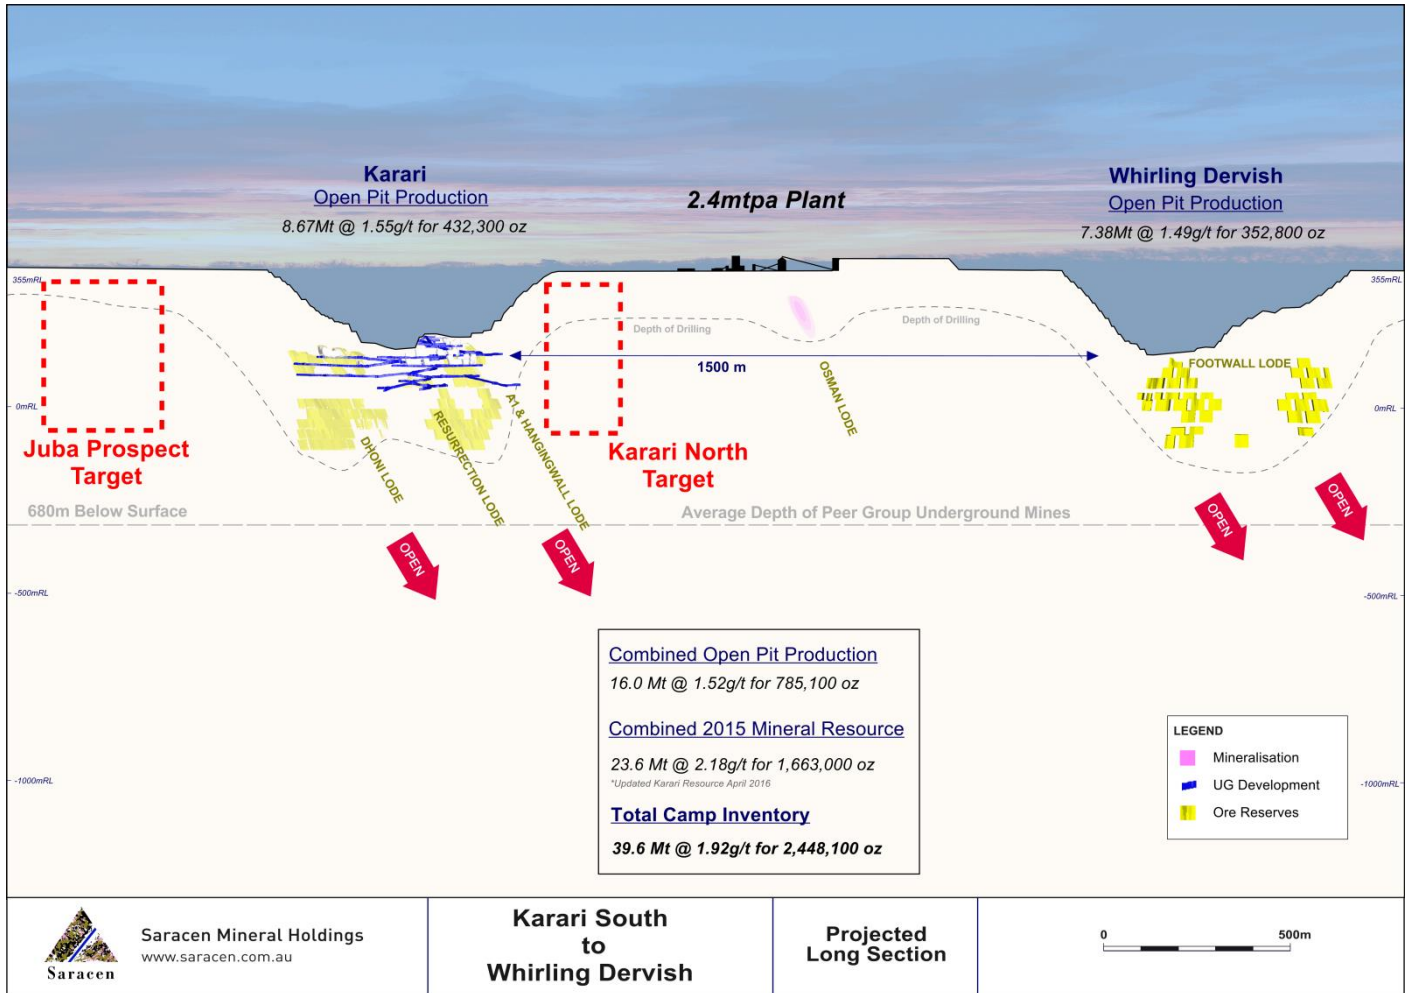 Karari
Open Pit Production
8.67Mt @ 1.55g/t for 432,300 oz
2.4mtpa Plant
Whirling Dervish
Open Pit Production
7.38Mt @ 1.49g/t for 352,800 oz
355mRL
355mRL
Depth of Drilling
Depth of Drilling
1500 m
FOOTWALL LODE
OSMAN LODE
0mRL
0mRL
A1 & HANGINGWALL LODE
RESURRECTION LODE
DHONI LODE
Juba Prospect
Target
Karari North
Target
680m Below Surface
Average Depth of Peer Group Underground Mines
OPEN
OPEN
OPEN
OPEN
-500mRL
-500mRL
Combined Open Pit Production
16.0 Mt @ 1.52g/t for 785,100 oz
Combined 2015 Mineral Resource
23.6 Mt @ 2.18g/t for 1,663,000 oz
*Updated Karari Resource April 2016
Total Camp Inventory
39.6 Mt @ 1.92g/t for 2,448,100 oz
-1000mRL
-1000mRL
LEGEND
Mineralisation
UG Development
Ore Reserves
Saracen
Saracen Mineral Holdings
www.saracen.com.au
Karari South
to
Whirling Dervish
Projected
Long Section
0 500m